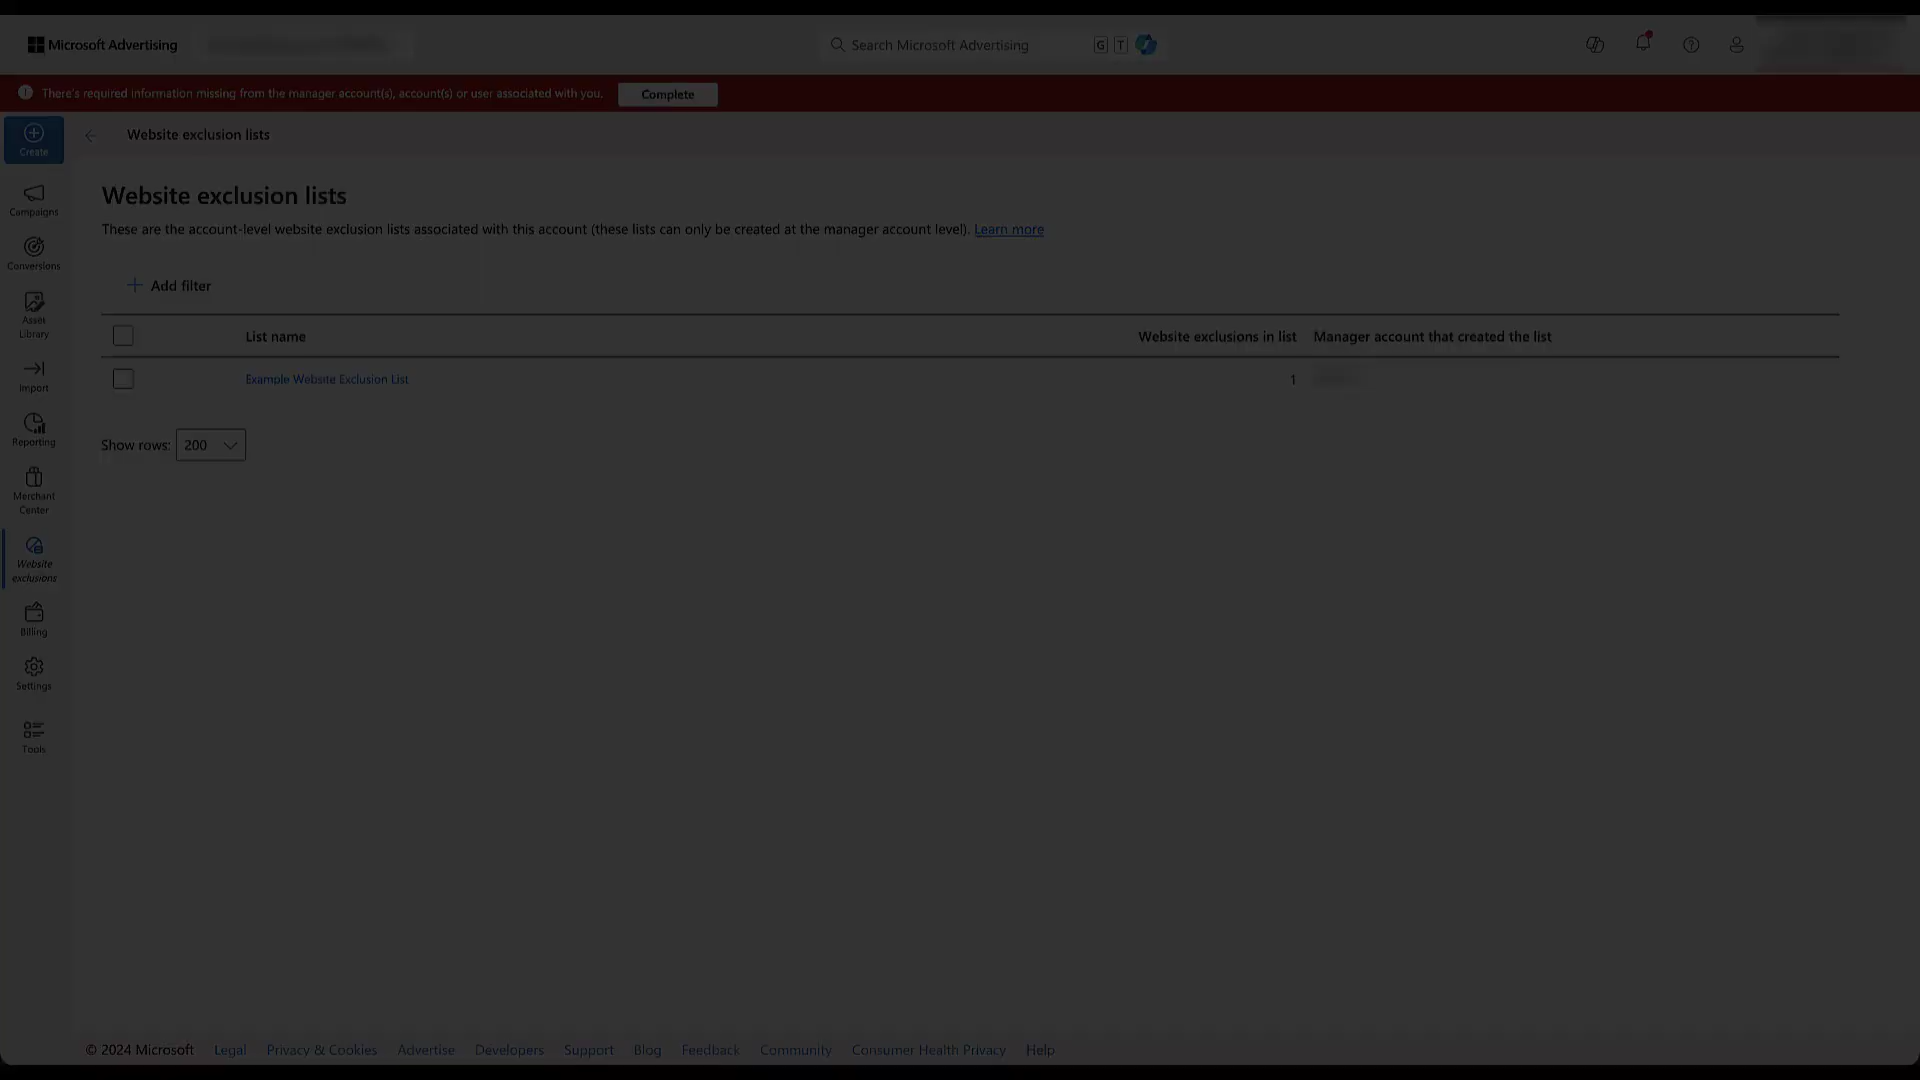 Microsoft Advertising
Search Microsoft Advertising
G T
There's required information missing from the manager account(s), account(s) or user associated with you.
Complete
Create
Website exclusion lists
Campaigns
Conversions
Asset
Library
Import
Reporting
Merchant
Center
Website
exclusions
Billing
Settings
Tools
Website exclusion lists
These are the account-level website exclusion lists associated with this account (these lists can only be created at the manager account level). Learn more
Add filter
List name
Website exclusions in list
Manager account that created the list
Example Website Exclusion List
1
Show rows: 200
© 2024 Microsoft Legal Privacy & Cookies Advertise Developers Support Blog Feedback Community Consumer Health Privacy Help